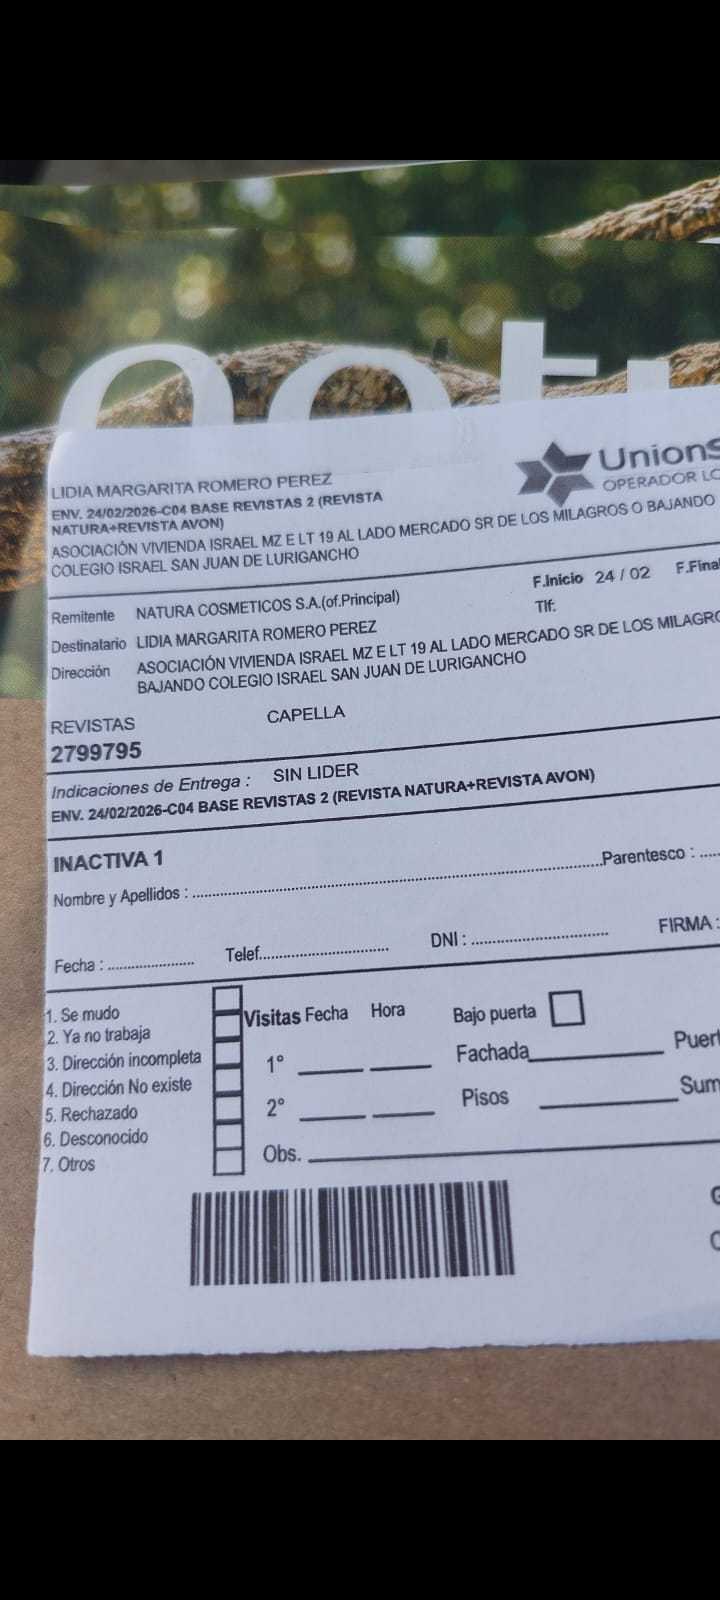 LIDIA MARGARITA ROMERO PEREZ
ENV. 24/02/2026-C04 BASE REVISTAS 2 (REVISTA
NATURA+REVISTA AVON)
ASOCIACIÓN VIVIENDA ISRAEL MZ E LT 19 AL LADO MERCADO SR DE LOS MILAGROS O BAJANDO
COLEGIO ISRAEL SAN JUAN DE LURIGANCHO
OPERADOR
Remitente NATURA COSMETICOS S.A.(of.Principal)
F.Inicio 24 / 02 F.Final
Destinatario LIDIA MARGARITA ROMERO PEREZ
Tlf:
Dirección ASOCIACIÓN VIVIENDA ISRAEL MZ E LT 19 AL LADO MERCADO SR DE LOS
BAJANDO COLEGIO ISRAEL SAN JUAN DE LURIGANCHO
REVISTAS CAPELLA
2799795
Indicaciones de Entrega : SIN LIDER
ENV. 24/02/2026-C04 BASE REVISTAS 2 (REVISTA NATURA+REVISTA AVON)
INACTIVA 1
Nombre y Apellidos : Parentesco :
Fecha : Telef. DNI : FIRMA :
1. Se mudo
2. Ya no trabaja
3. Dirección incompleta
4. Dirección No existe
5. Rechazado
6. Desconocido
7. Otros
Visitas Fecha Hora Bajo puerta
1° Fachada
2° Pisos
Obs.